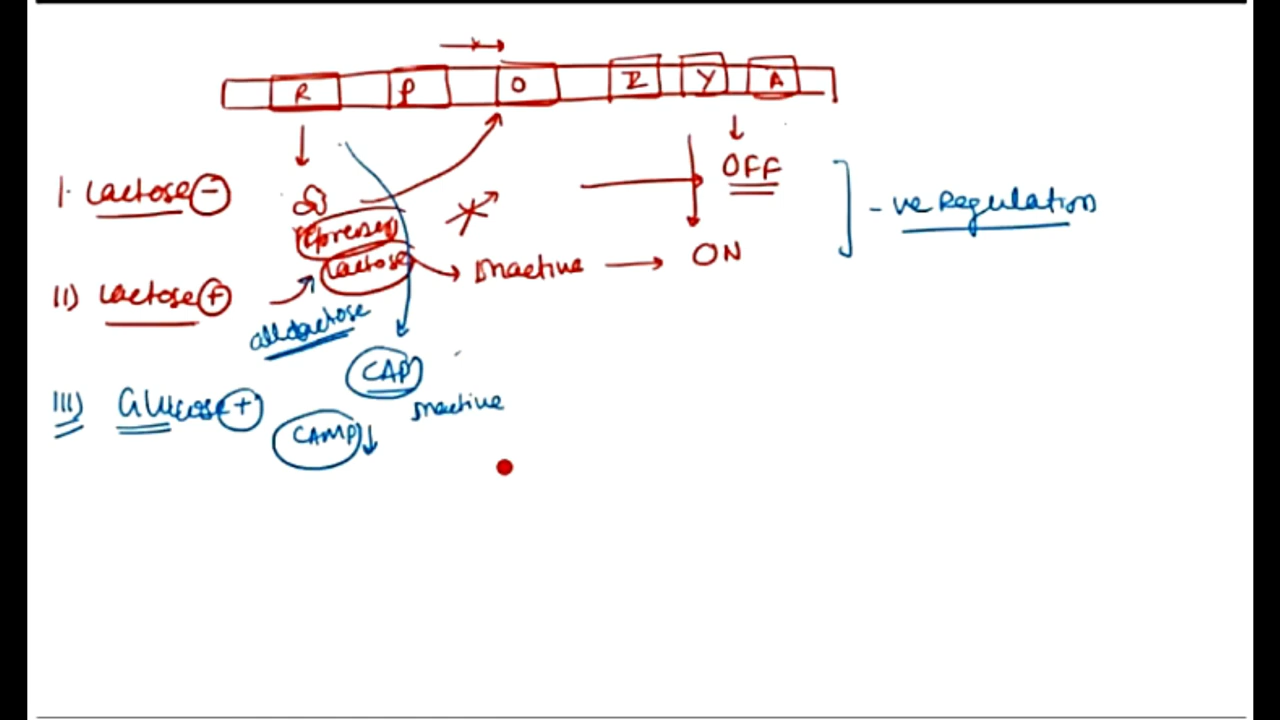 R P O Z Y A
I. Lactose -
OFF
- ve Regulation
Repressor
Lactose
Inactive
ON
II) Lactose +
allolactose
CAP
III) Glucose +
Inactive
CAMP ↓